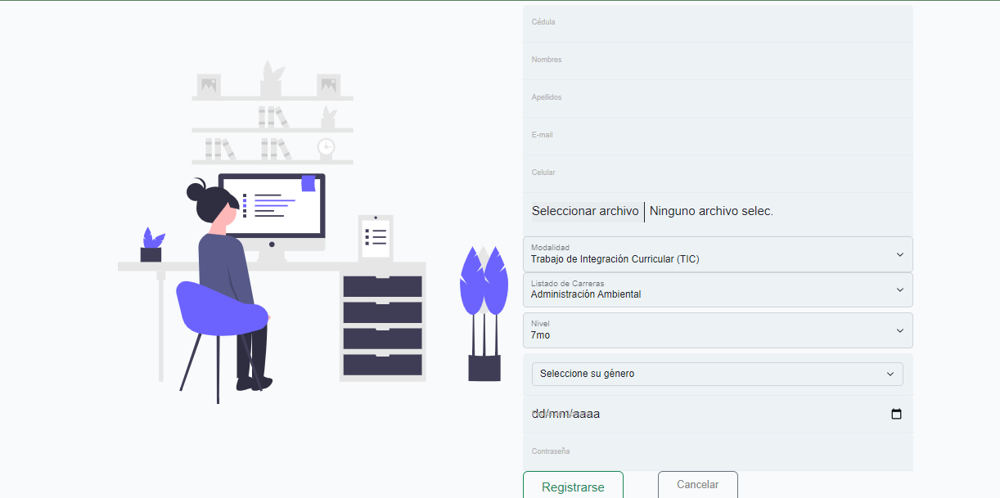 Cédula
Nombres
Apellidos
E-mail
Celular
Seleccionar archivo Ninguno archivo selec.
Modalidad
Trabajo de Integración Curricular (TIC)
Listado de Carreras
Administración Ambiental
Nivel
7mo
Seleccione su género
dd/mm/aaaa
Contraseña
Registrarse Cancelar